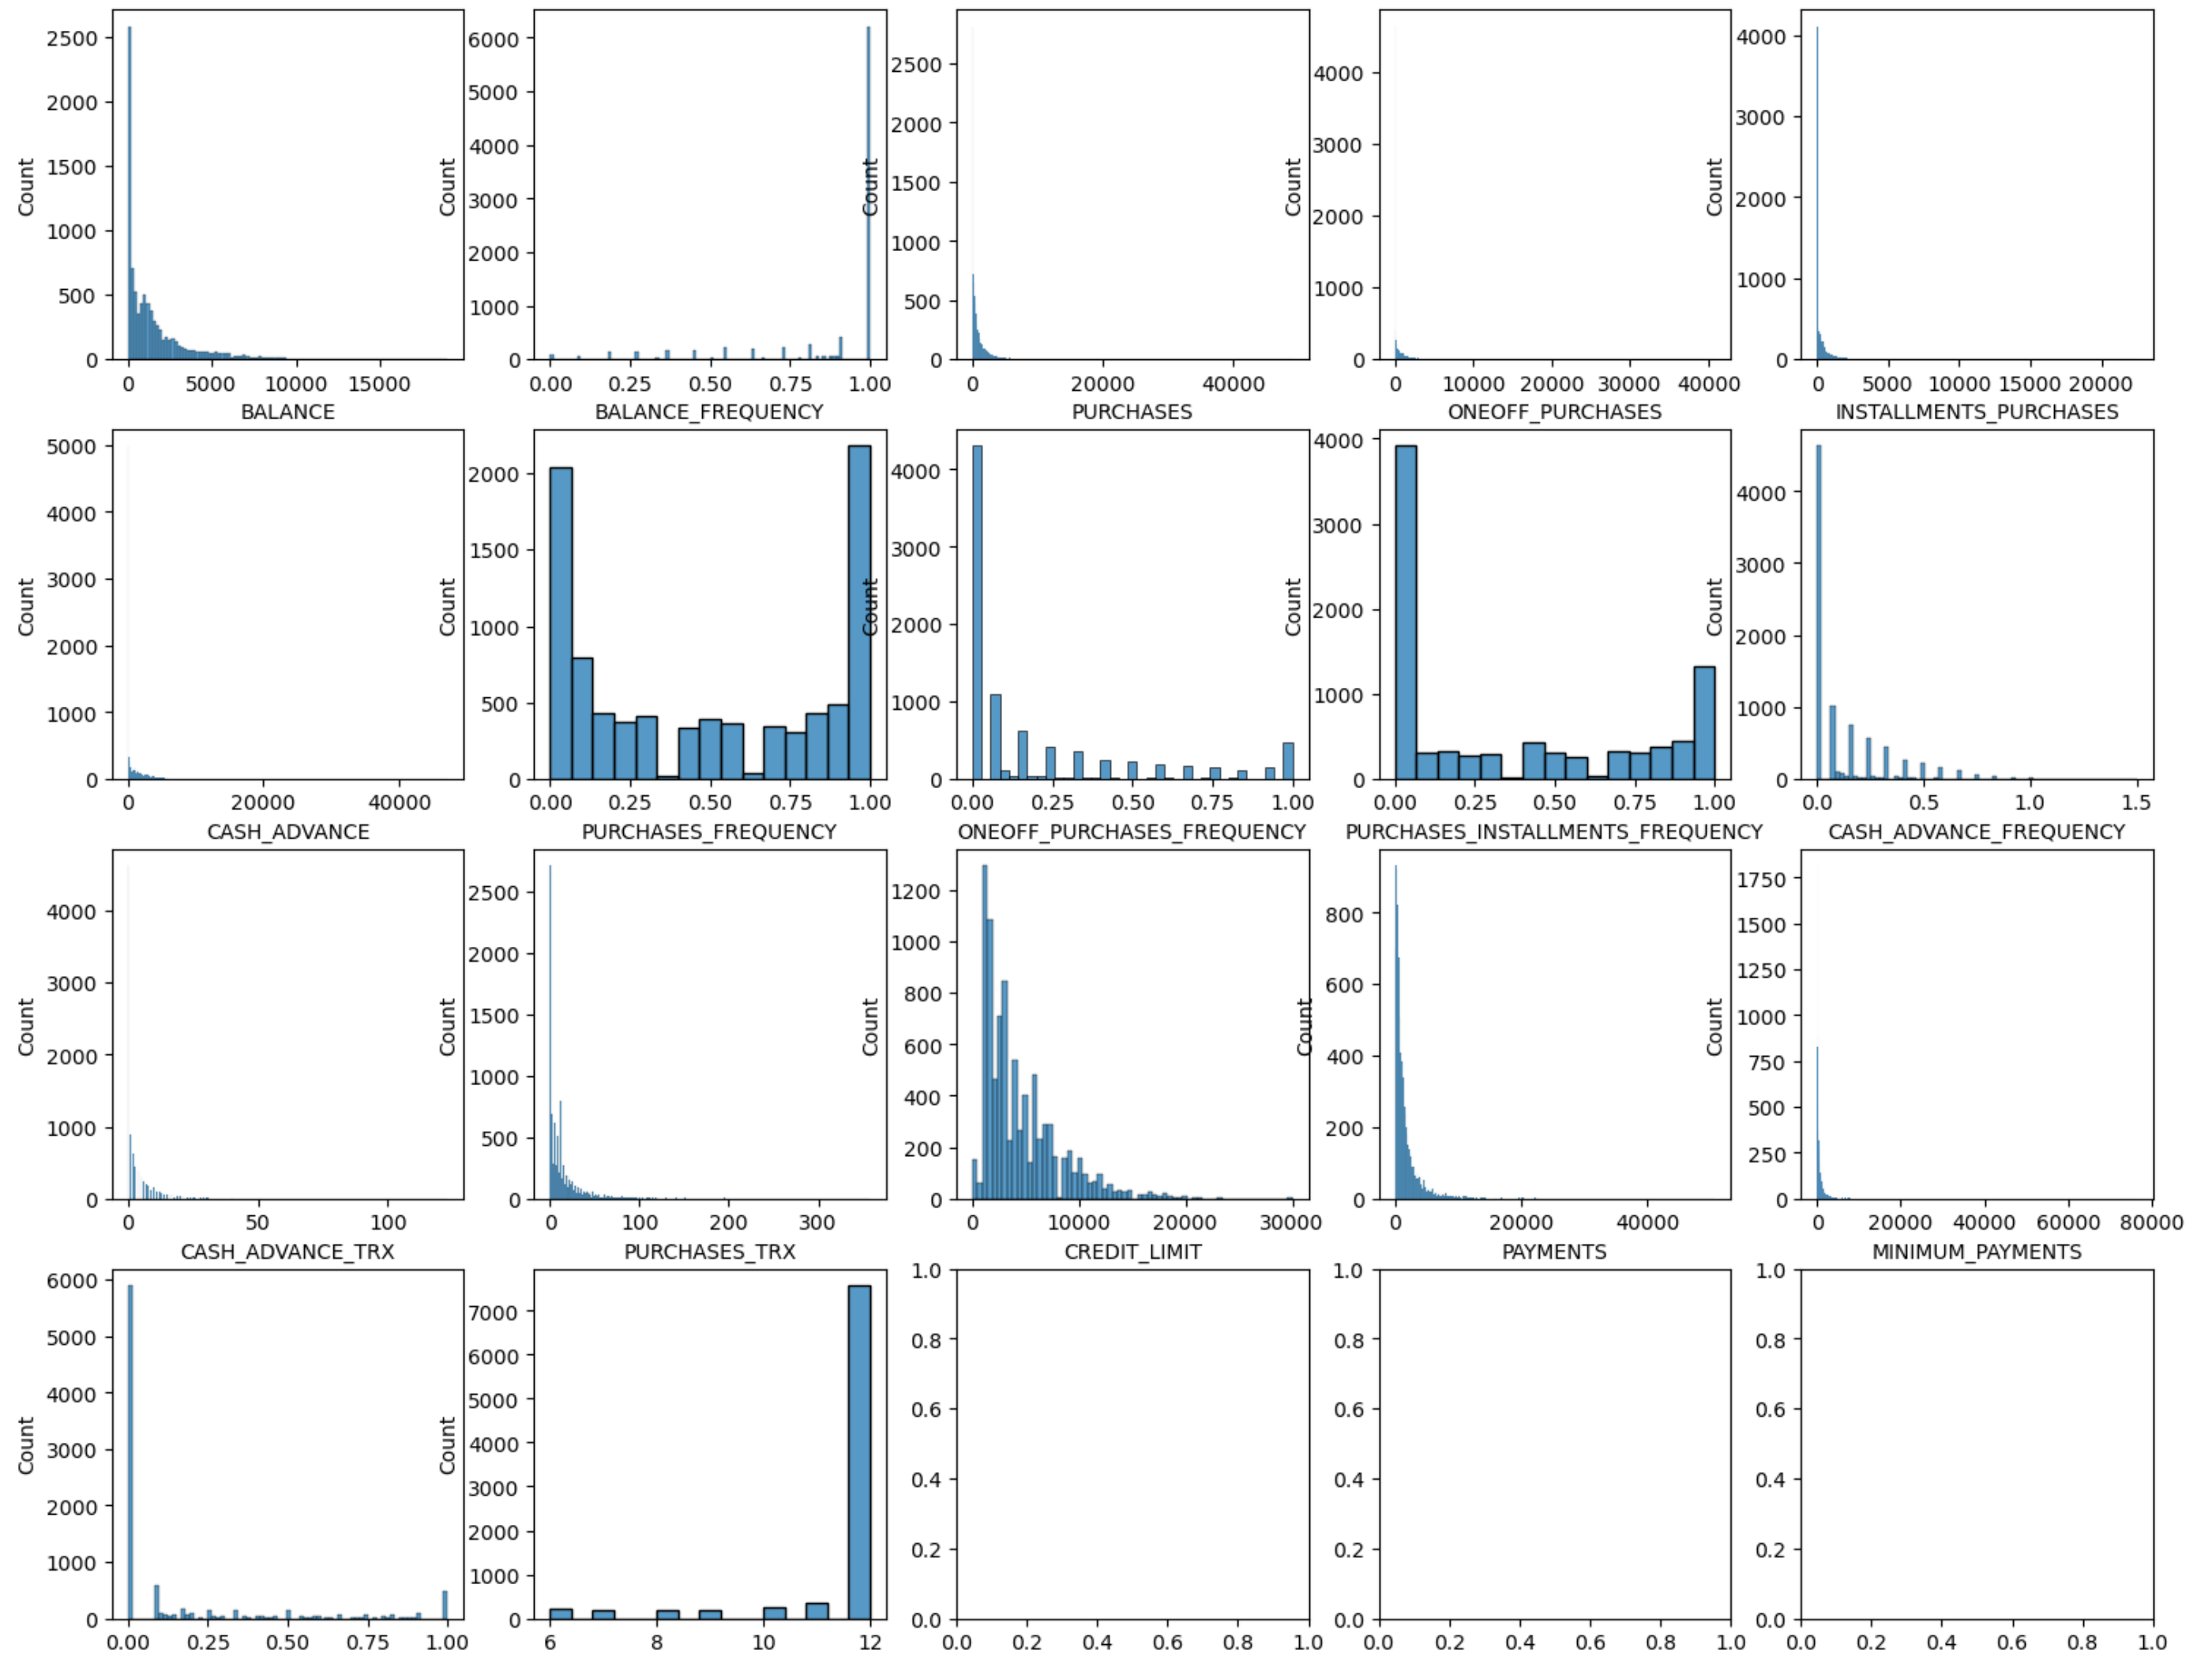 2500
2000
1500
1000
500
0
Count
0 5000 10000 15000
BALANCE
6000
5000
4000
3000
2000
1000
0
Count
0.00 0.25 0.50 0.75 1.00
BALANCE_FREQUENCY
2500
2000
1500
1000
500
0
Count
0 20000 40000
PURCHASES
4000
3000
2000
1000
0
Count
0 10000 20000 30000 40000
ONEOFF_PURCHASES
4000
3000
2000
1000
0
Count
0 5000 10000 15000 20000
INSTALLMENTS_PURCHASES
5000
4000
3000
2000
1000
0
Count
0 20000 40000
CASH_ADVANCE
2000
1500
1000
500
0
Count
0.00 0.25 0.50 0.75 1.00
PURCHASES_FREQUENCY
4000
3000
2000
1000
0
Count
0.00 0.25 0.50 0.75 1.00
ONEOFF_PURCHASES_FREQUENCY
4000
3000
2000
1000
0
Count
0.00 0.25 0.50 0.75 1.00
PURCHASES_INSTALLMENTS_FREQUENCY
4000
3000
2000
1000
0
Count
0.0 0.5 1.0 1.5
CASH_ADVANCE_FREQUENCY
4000
3000
2000
1000
0
Count
0 50 100
CASH_ADVANCE_TRX
2500
2000
1500
1000
500
0
Count
0 100 200 300
PURCHASES_TRX
1200
1000
800
600
400
200
0
Count
0 10000 20000 30000
CREDIT_LIMIT
800
600
400
200
0
Count
0 20000 40000
PAYMENTS
1750
1500
1250
1000
750
500
250
0
Count
0 20000 40000 60000 80000
MINIMUM_PAYMENTS
6000
5000
4000
3000
2000
1000
0
Count
0.00 0.25 0.50 0.75 1.00
7000
6000
5000
4000
3000
2000
1000
0
Count
6 8 10 12
1.0
0.8
0.6
0.4
0.2
0.0
0.0 0.2 0.4 0.6 0.8 1.0
1.0
0.8
0.6
0.4
0.2
0.0
0.0 0.2 0.4 0.6 0.8 1.0
1.0
0.8
0.6
0.4
0.2
0.0
0.0 0.2 0.4 0.6 0.8 1.0